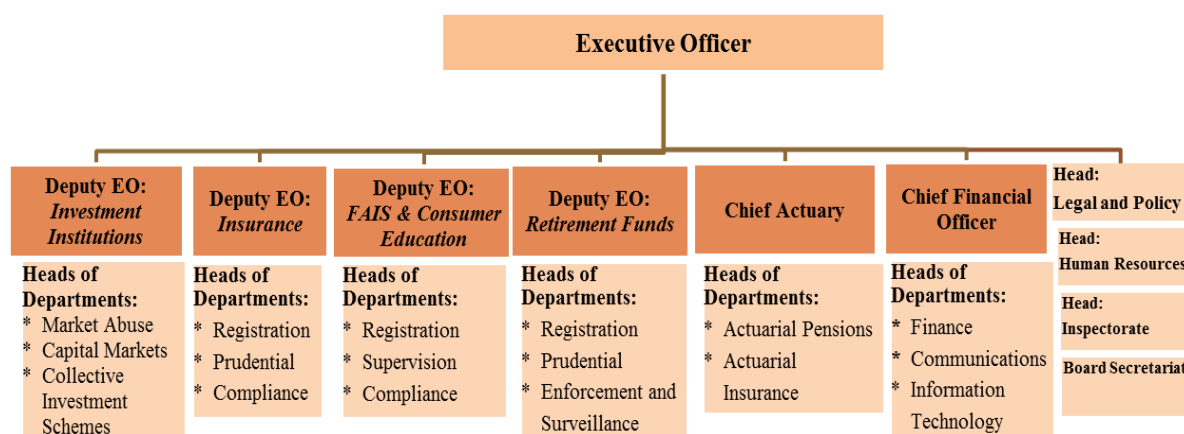 Executive Officer
Deputy EO:
Investment
Institutions
Heads of
Departments:
* Market Abuse
* Capital Markets
* Collective
Investment
Schemes
Deputy EO:
Insurance
Heads of
Departments:
* Registration
* Prudential
* Compliance
Deputy EO:
FAIS & Consumer
Education
Heads of
Departments:
* Registration
* Supervision
* Compliance
Deputy EO:
Retirement Funds
Heads of
Departments:
* Registration
* Prudential
* Enforcement and
Surveillance
Chief Actuary
Heads of
Departments:
* Actuarial Pensions
* Actuarial
Insurance
Chief Financial
Officer
Heads of
Departments:
* Finance
* Communications
* Information
Technology
Head:
Legal and Policy
Head:
Human Resources
Head:
Inspectorate
Board Secretariat